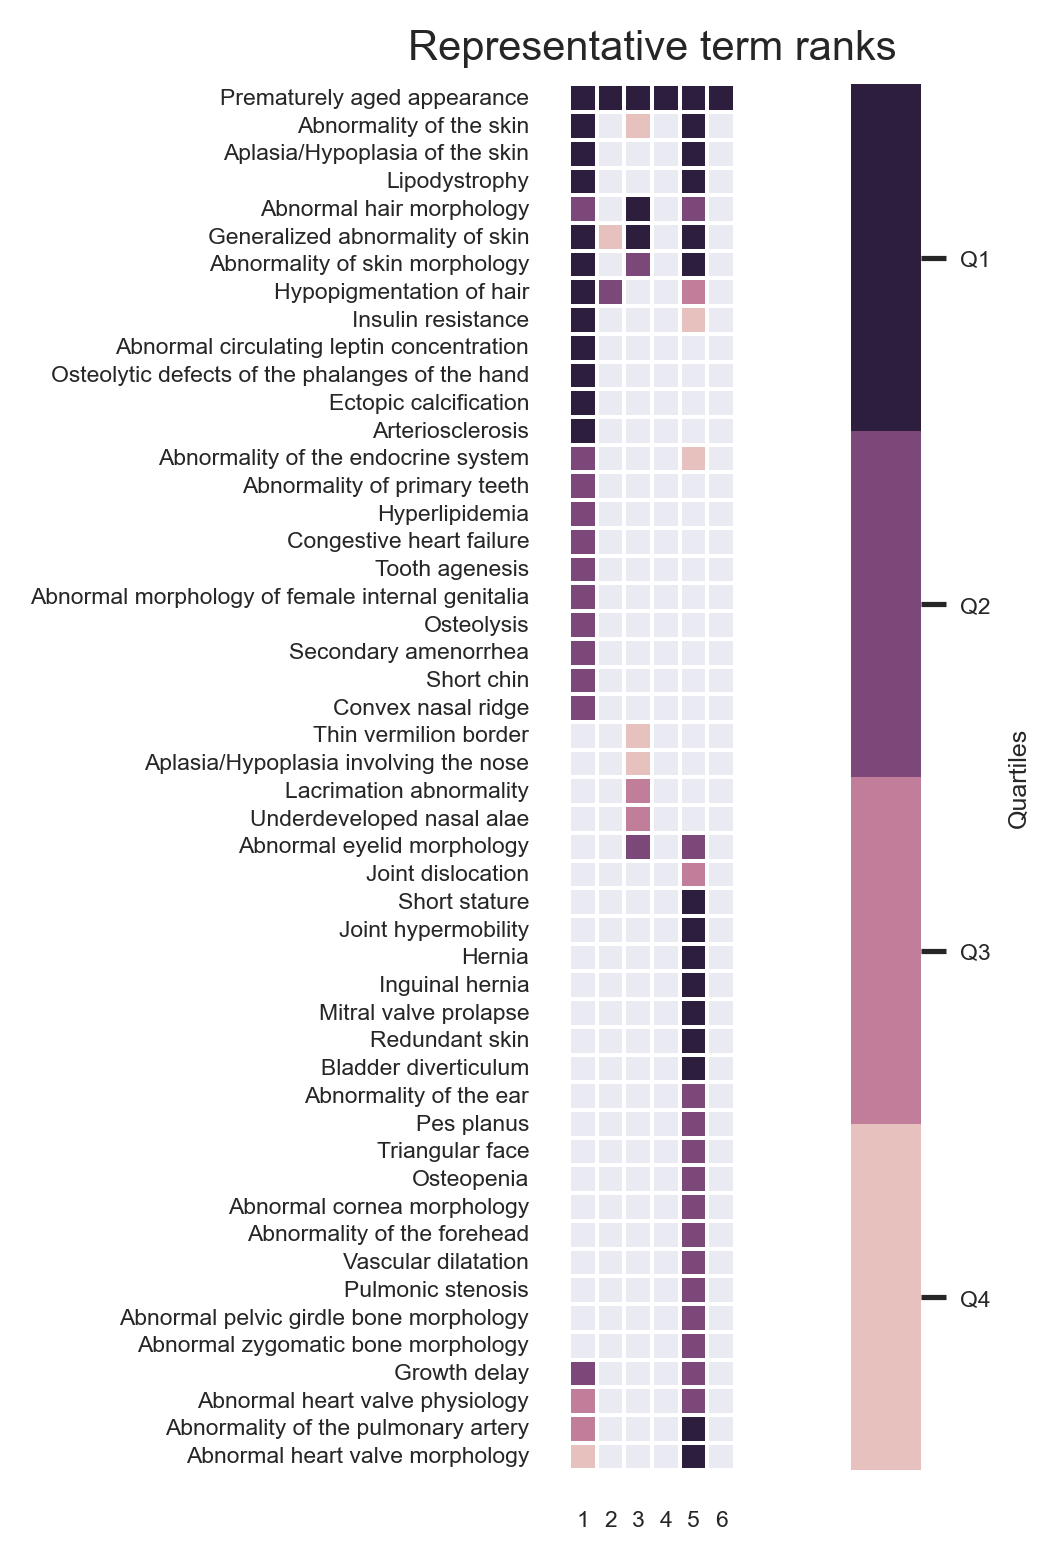 Representative term ranks
Prematurely aged appearance
Abnormality of the skin
Aplasia/Hypoplasia of the skin
Lipodystrophy
Abnormal hair morphology
Generalized abnormality of skin
Abnormality of skin morphology
Hypopigmentation of hair
Insulin resistance
Abnormal circulating leptin concentration
Osteolytic defects of the phalanges of the hand
Ectopic calcification
Arteriosclerosis
Abnormality of the endocrine system
Abnormality of primary teeth
Hyperlipidemia
Congestive heart failure
Tooth agenesis
Abnormal morphology of female internal genitalia
Osteolysis
Secondary amenorrhea
Short chin
Convex nasal ridge
Thin vermilion border
Aplasia/Hypoplasia involving the nose
Lacrimation abnormality
Underdeveloped nasal alae
Abnormal eyelid morphology
Joint dislocation
Short stature
Joint hypermobility
Hernia
Inguinal hernia
Mitral valve prolapse
Redundant skin
Bladder diverticulum
Abnormality of the ear
Pes planus
Triangular face
Osteopenia
Abnormal cornea morphology
Abnormality of the forehead
Vascular dilatation
Pulmonic stenosis
Abnormal pelvic girdle bone morphology
Abnormal zygomatic bone morphology
Growth delay
Abnormal heart valve physiology
Abnormality of the pulmonary artery
Abnormal heart valve morphology
1 2 3 4 5 6
Q1
Q2
Q3
Q4
Quartiles